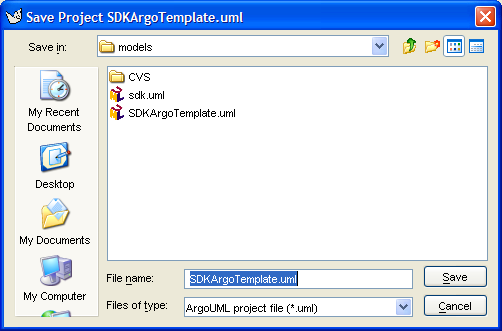 Save Project SDKArgoTemplate.uml
Save in:
models
My Recent
Documents
Desktop
My Documents
My Computer
CVS
sdk.uml
SDKArgoTemplate.uml
File name:
SDKArgoTemplate.uml
Save
Files of type:
ArgoUML project file (*.uml)
Cancel